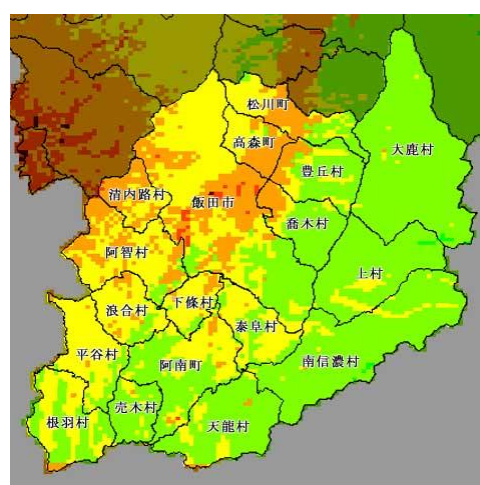 松川町
高森町
大鹿村
豊丘村
清内路村
飯田市
喬木村
阿智村
上村
浪合村
下條村
泰阜村
平谷村
阿南町
南信濃村
売木村
根羽村
天龍村